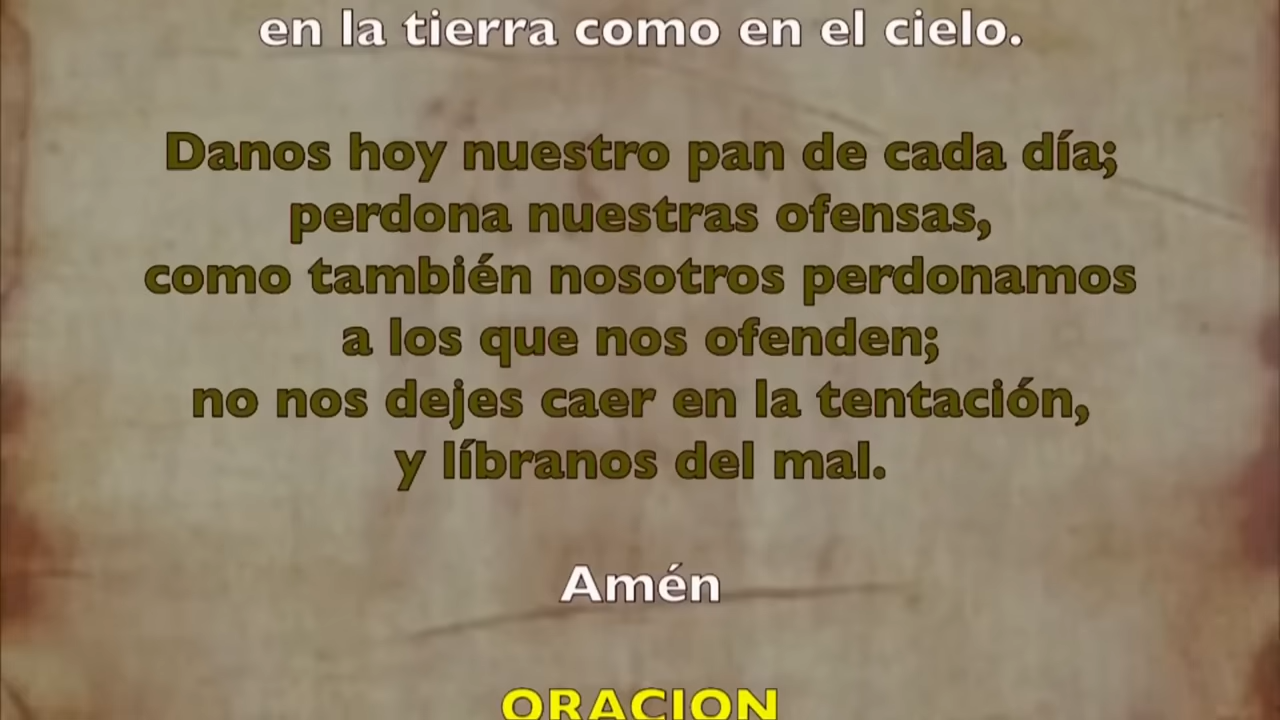 en la tierra como en el cielo.
Danos hoy nuestro pan de cada día;
perdona nuestras ofensas,
como también nosotros perdonamos
a los que nos ofenden;
no nos dejes caer en la tentación,
y líbranos del mal.
Amén
ORACION